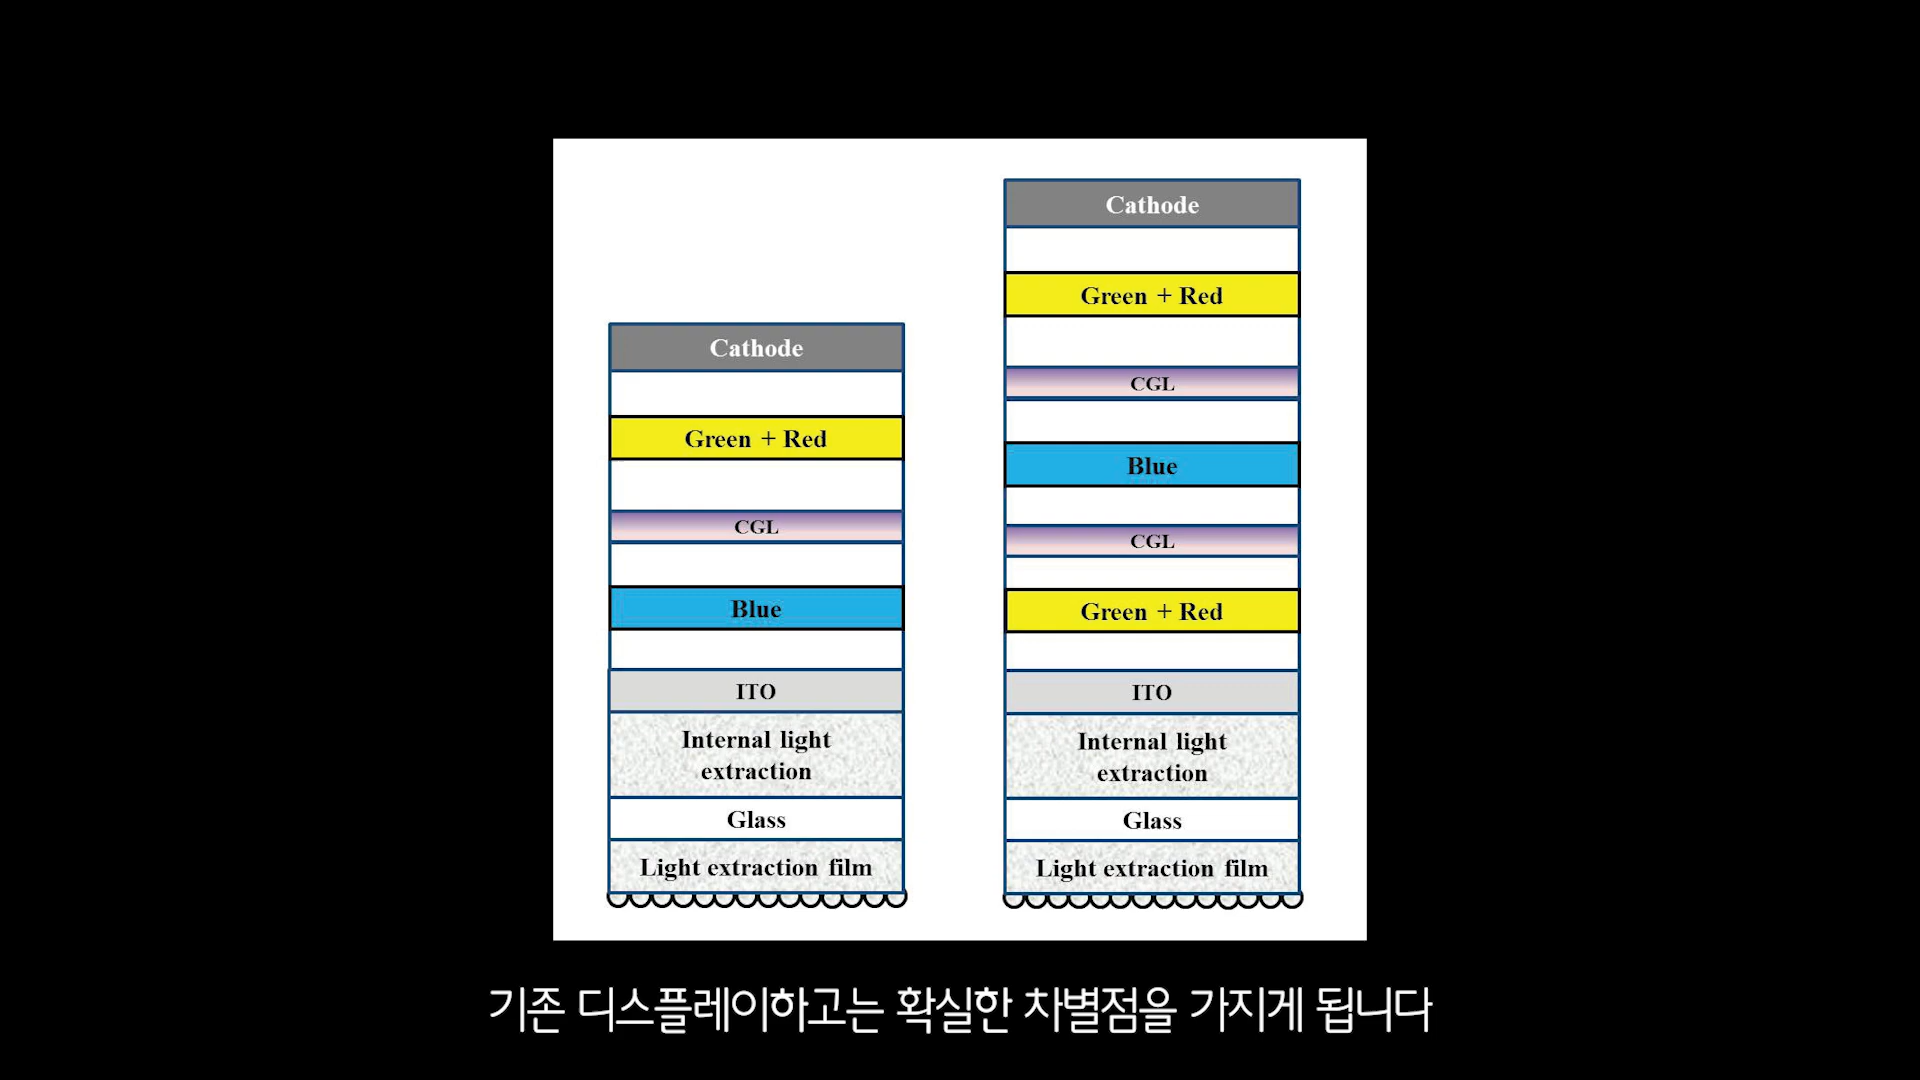 Cathode
Green + Red
CGL
Blue
ITO
Internal light
extraction
Glass
Light extraction film
Cathode
Green + Red
CGL
Blue
CGL
Green + Red
ITO
Internal light
extraction
Glass
Light extraction film
기존 디스플레이하고는 확실한 차별점을 가지게 됩니다